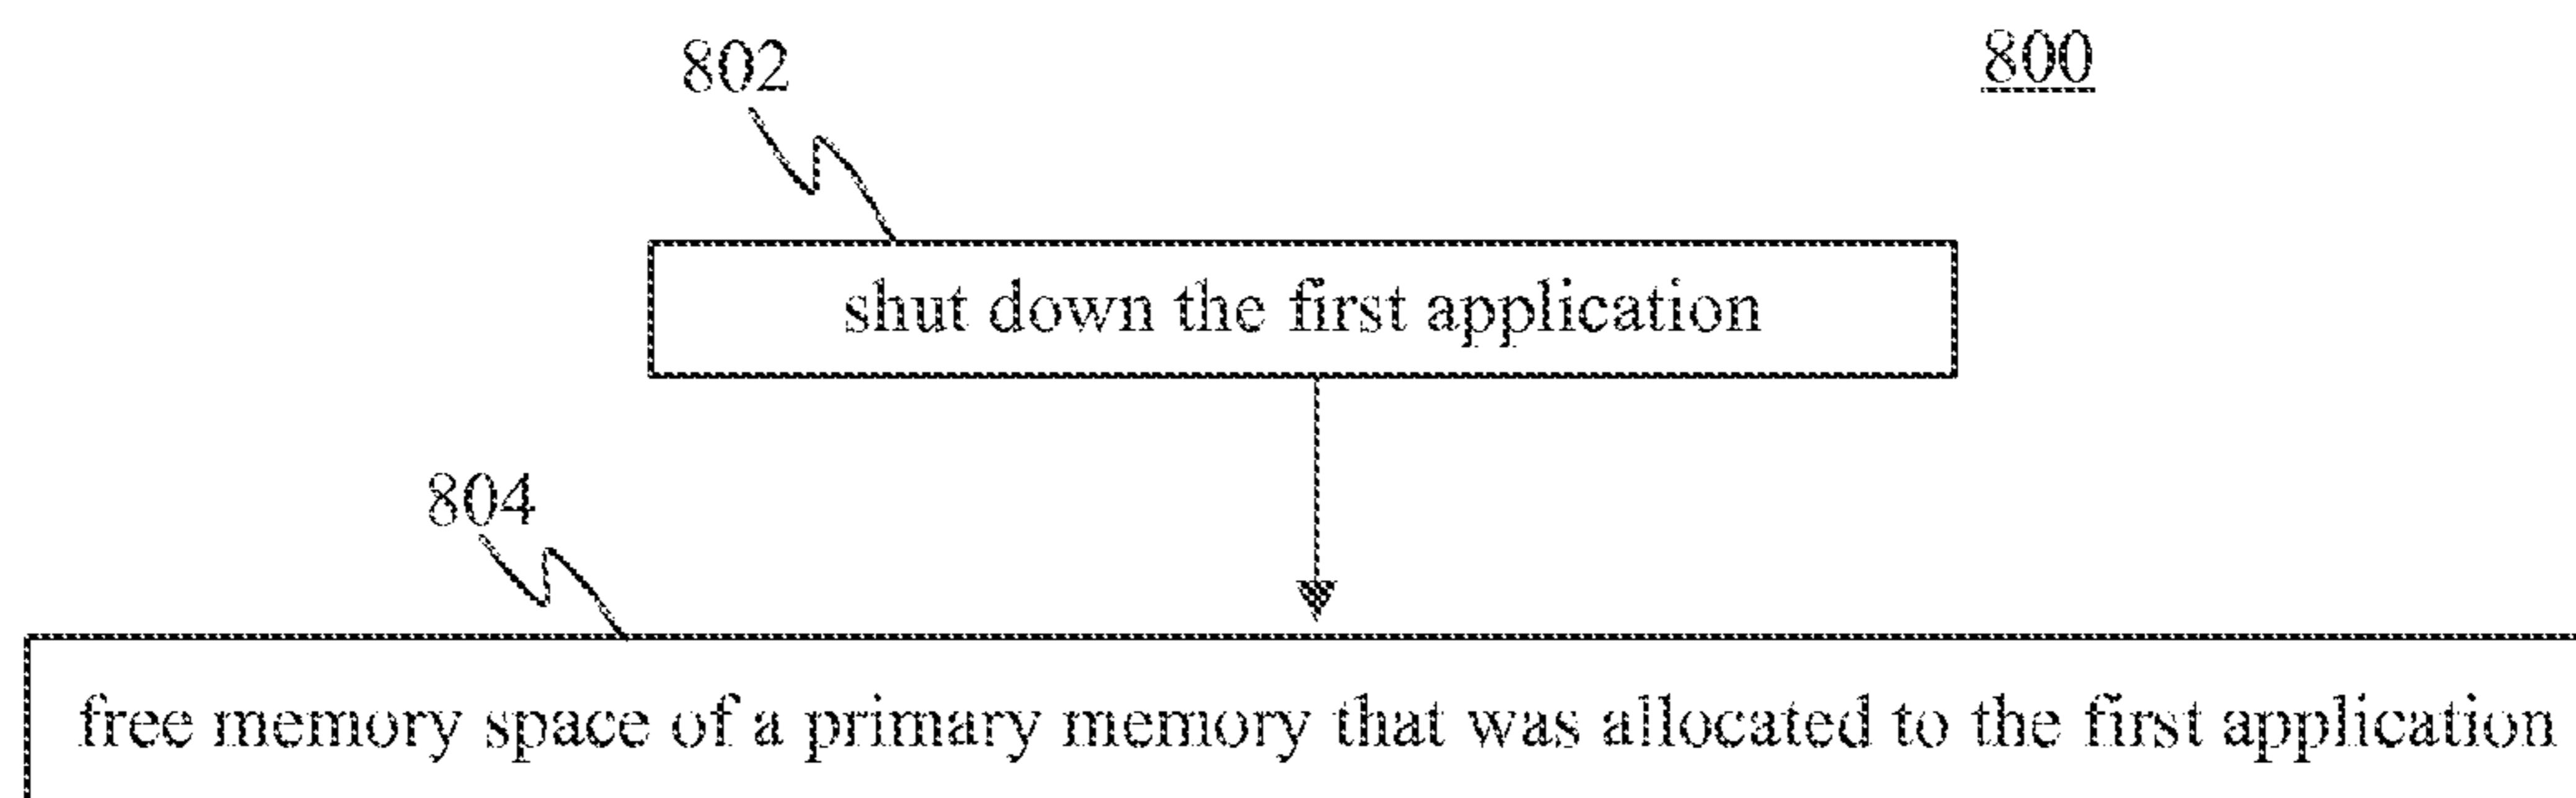 802
800
shut down the first application
804
free memory space of a primary memory that was allocated to the first application